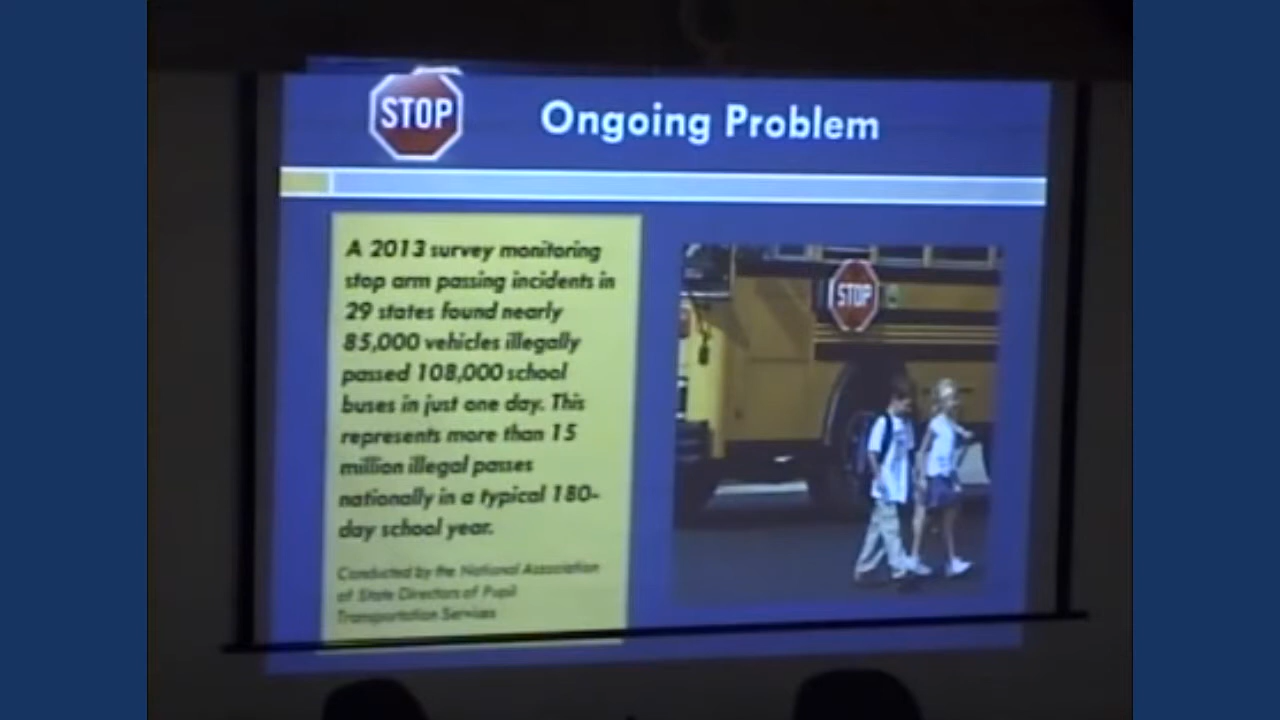 STOP
Ongoing Problem
A 2013 survey monitoring
stop arm passing incidents in
29 states found nearly
85,000 vehicles illegally
passed 108,000 school
buses in just one day. This
represents more than 15
million illegal passes
nationally in a typical 180-
day school year.
Conducted by the National Association
of State Directors of Pupil
Transportation Services
STOP